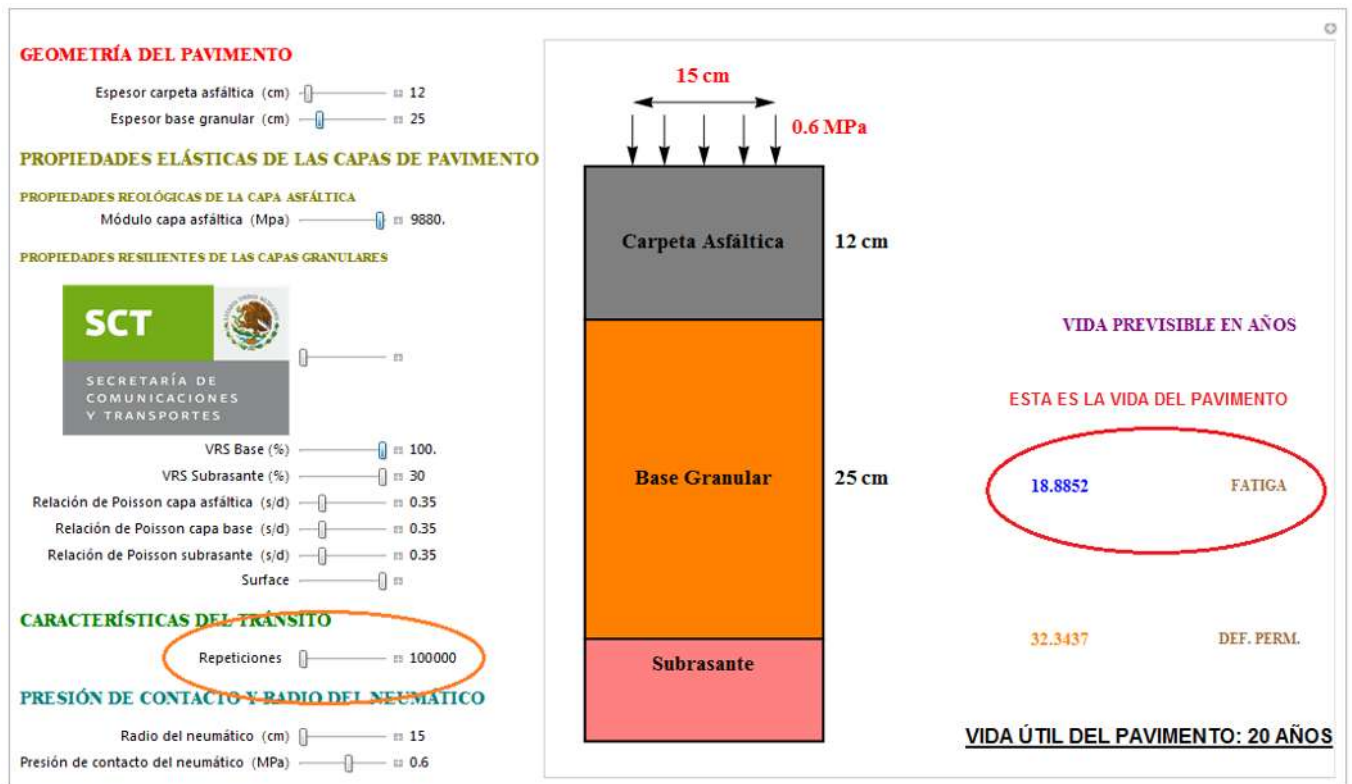 GEOMETRÍA DEL PAVIMENTO
Espesor carpeta asfáltica (cm) 12
Espesor base granular (cm) 25
PROPIEDADES ELÁSTICAS DE LAS CAPAS DE PAVIMENTO
PROPIEDADES REOLÓGICAS DE LA CAPA ASFÁLTICA
Módulo capa asfáltica (Mpa) 9880.
PROPIEDADES RESILIENTES DE LAS CAPAS GRANULARES
SCT
SECRETARÍA DE
COMUNICACIONES
Y TRANSPORTES
VRS Base (%) 100.
VRS Subrasante (%) 30
Relación de Poisson capa asfáltica (s/d) 0.35
Relación de Poisson capa base (s/d) 0.35
Relación de Poisson subrasante (s/d) 0.35
Surface
CARACTERÍSTICAS DEL TRÁNSITO
Repeticiones 100000
PRESIÓN DE CONTACTO Y RADIO DEL NEUMÁTICO
Radio del neumático (cm) 15
Presión de contacto del neumático (MPa) 0.6
15 cm
0.6 MPa
Carpeta Asfáltica 12 cm
Base Granular 25 cm
Subrasante
VIDA PREVISIBLE EN AÑOS
ESTA ES LA VIDA DEL PAVIMENTO
18.8852 FATIGA
32.3437 DEF. PERM.
VIDA ÚTIL DEL PAVIMENTO: 20 AÑOS